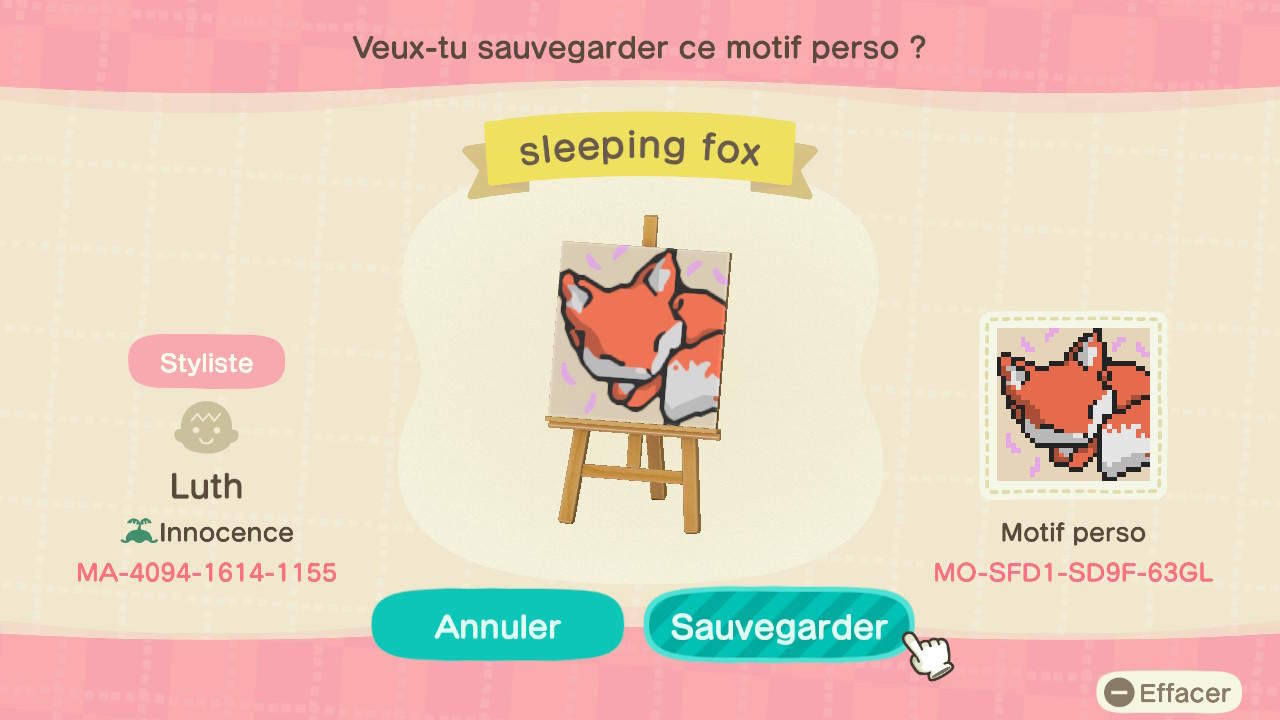 Veux-tu sauvegarder ce motif perso ?
sleeping fox
Styliste
Luth
Innocence
MA-4094-1614-1155
Motif perso
MO-SFD1-SD9F-63GL
Annuler
Sauvegarder
Effacer